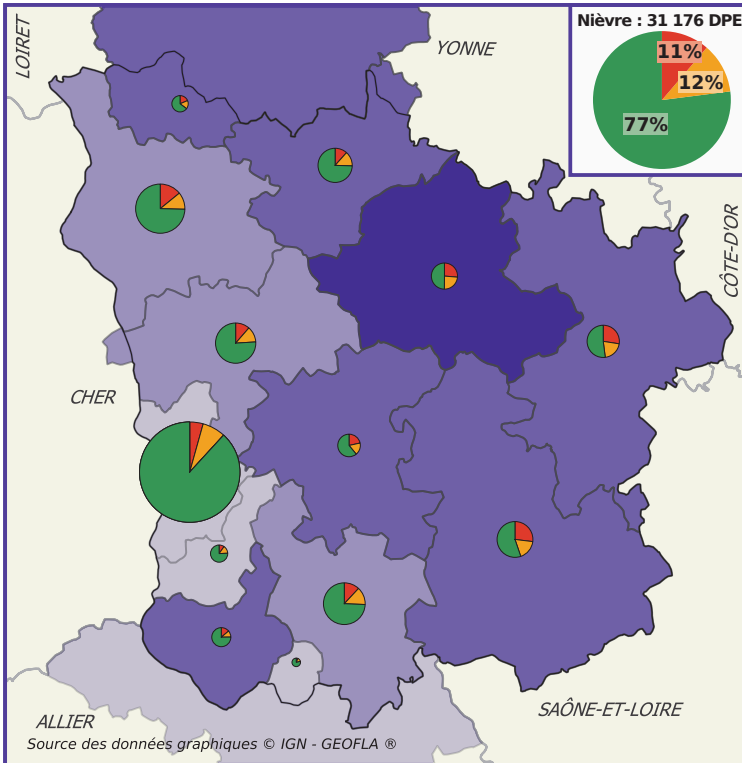 Nièvre : 31 176 DPE
11%
12%
77%
LOIRET
YONNE
CÔTE-D'OR
CHER
SAÔNE-ET-LOIRE
ALLIER
Source des données graphiques © IGN - GEOFLA ®